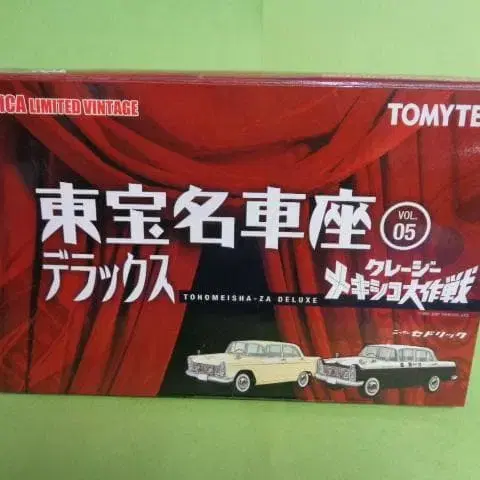 ICA LIMITED VINTAGE
TOMYTE
東宝名車座
VOL.
05
デラックス
TOHOMEISHA-ZA DELUXE
クレージー
メキシコ大作戦
セドリック